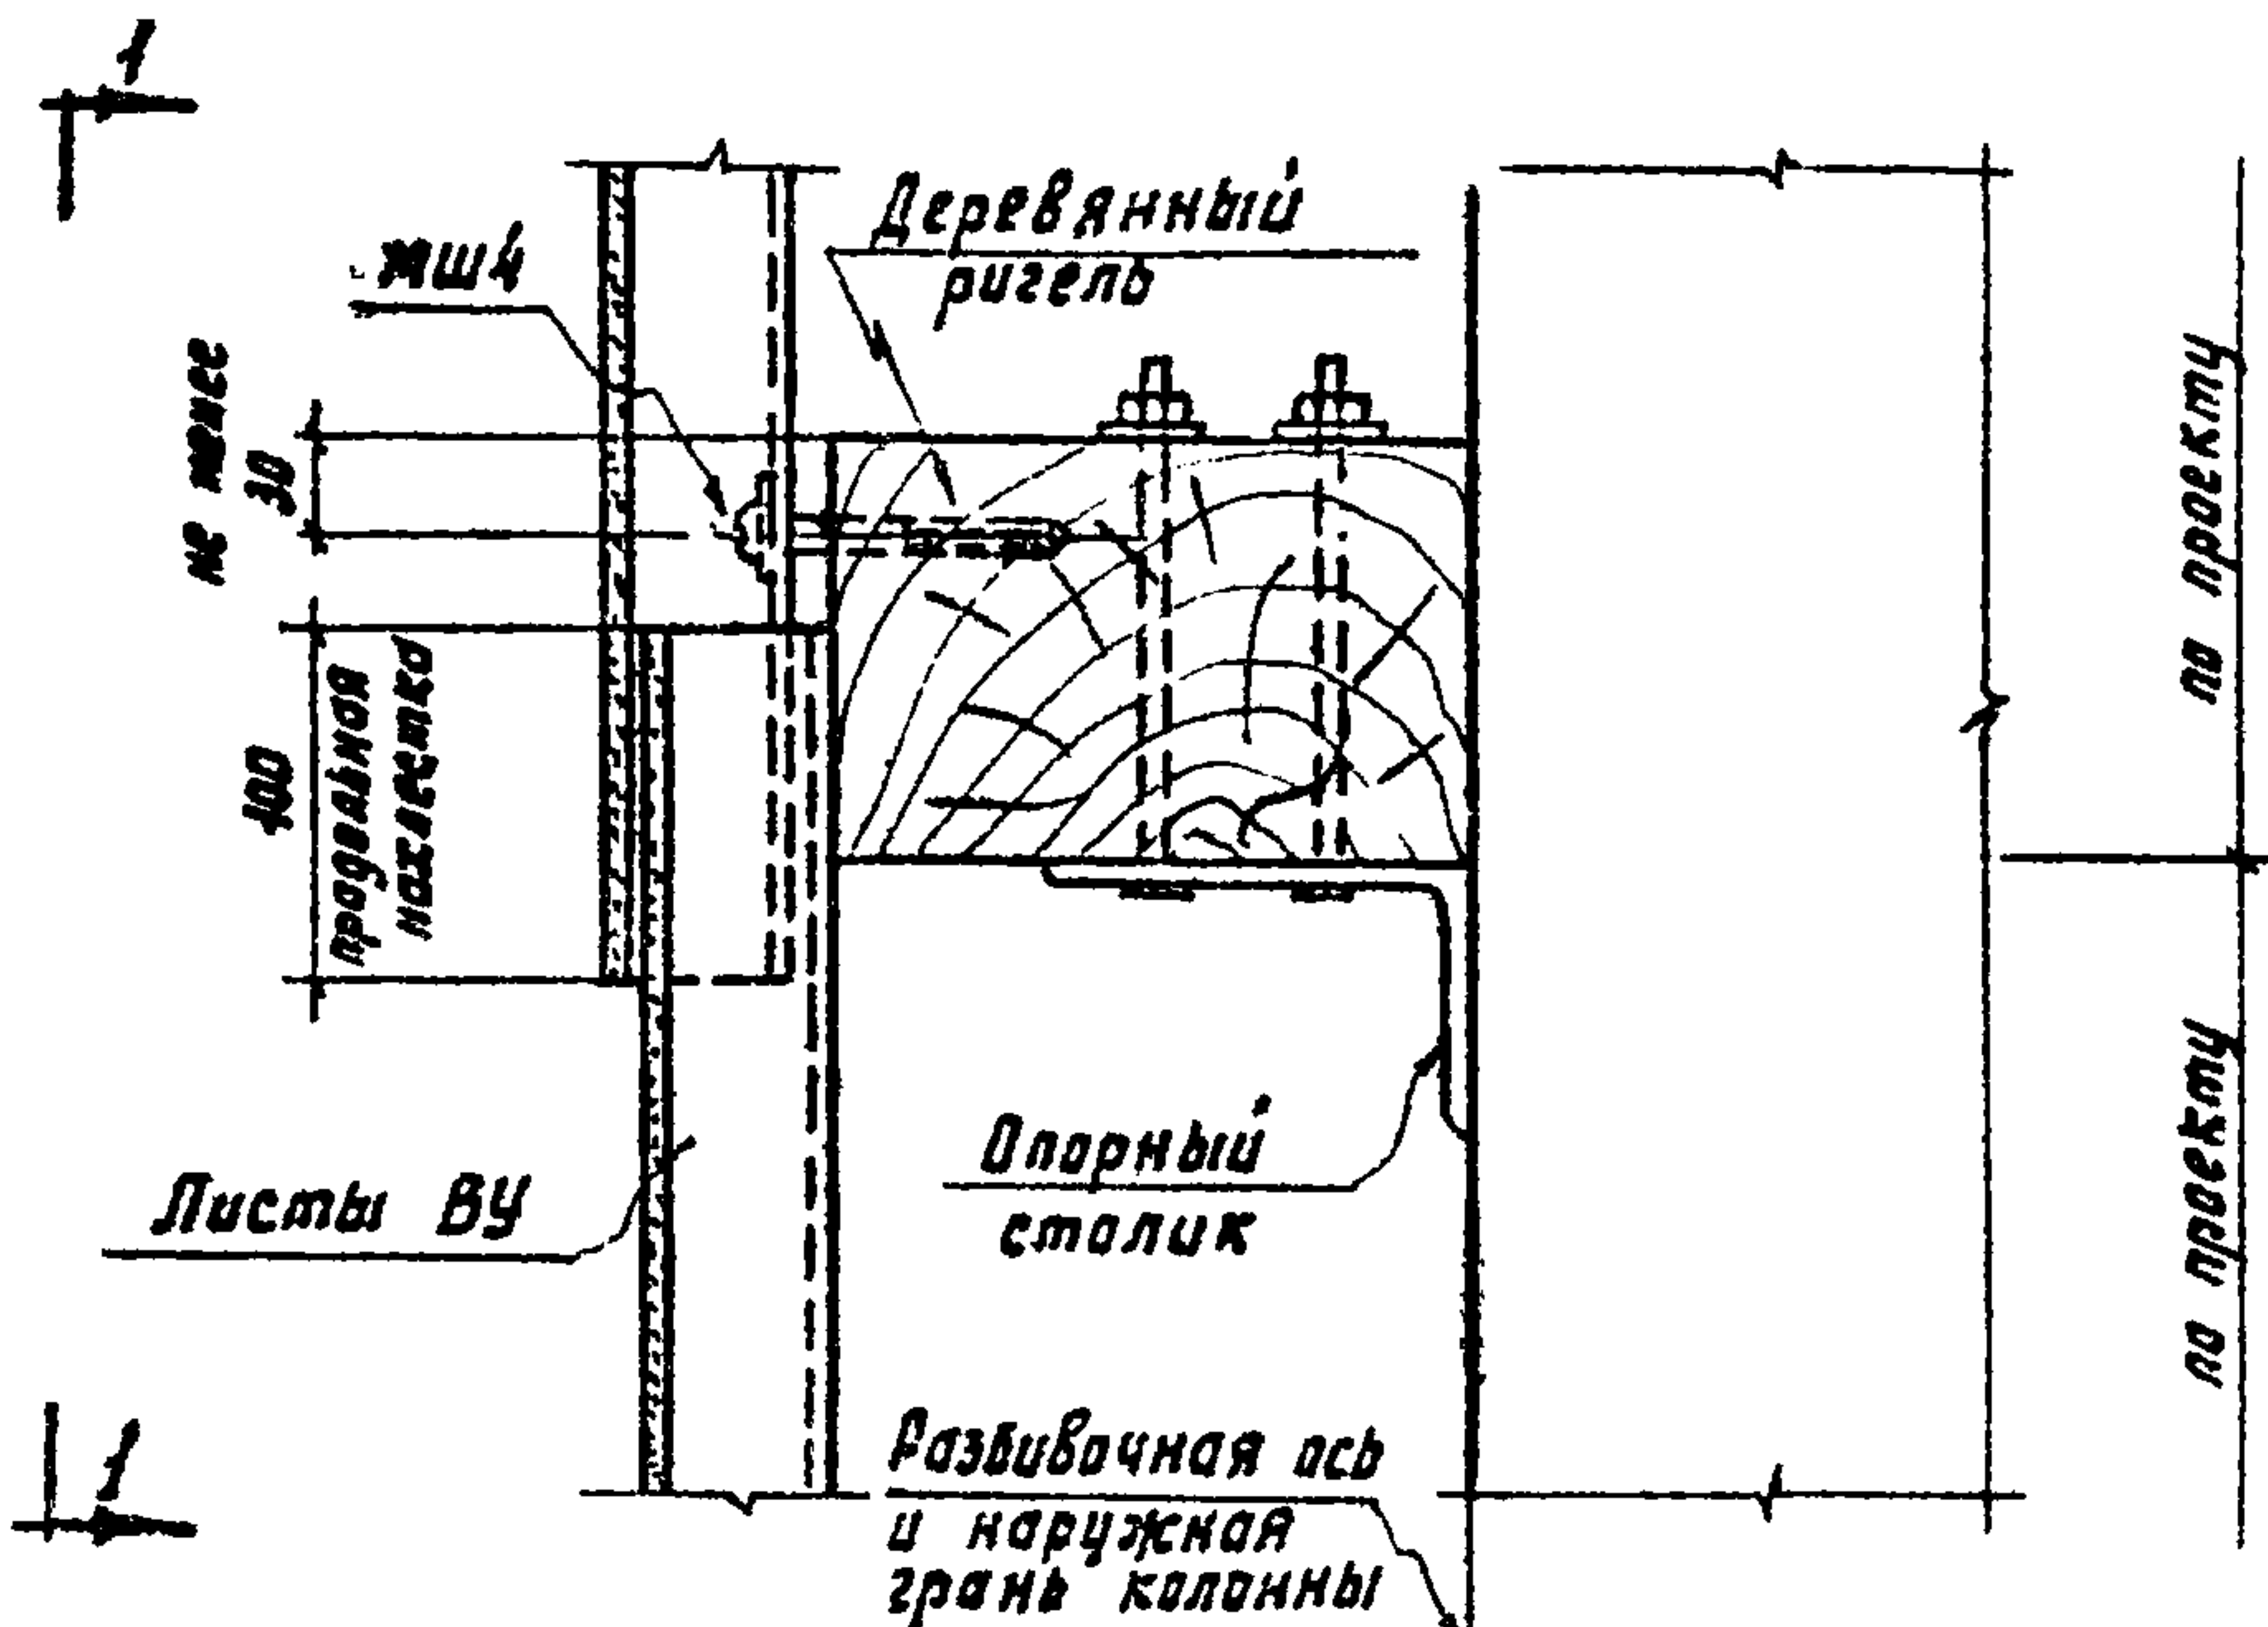 1
Деревянный
ригель
ЖШ4
не менее
30
по проекту
100
продольная
нахлестка
Опорный
столик
Листы ВУ
по проекту
Разбивочная ось
и наружная
грань колонны
1